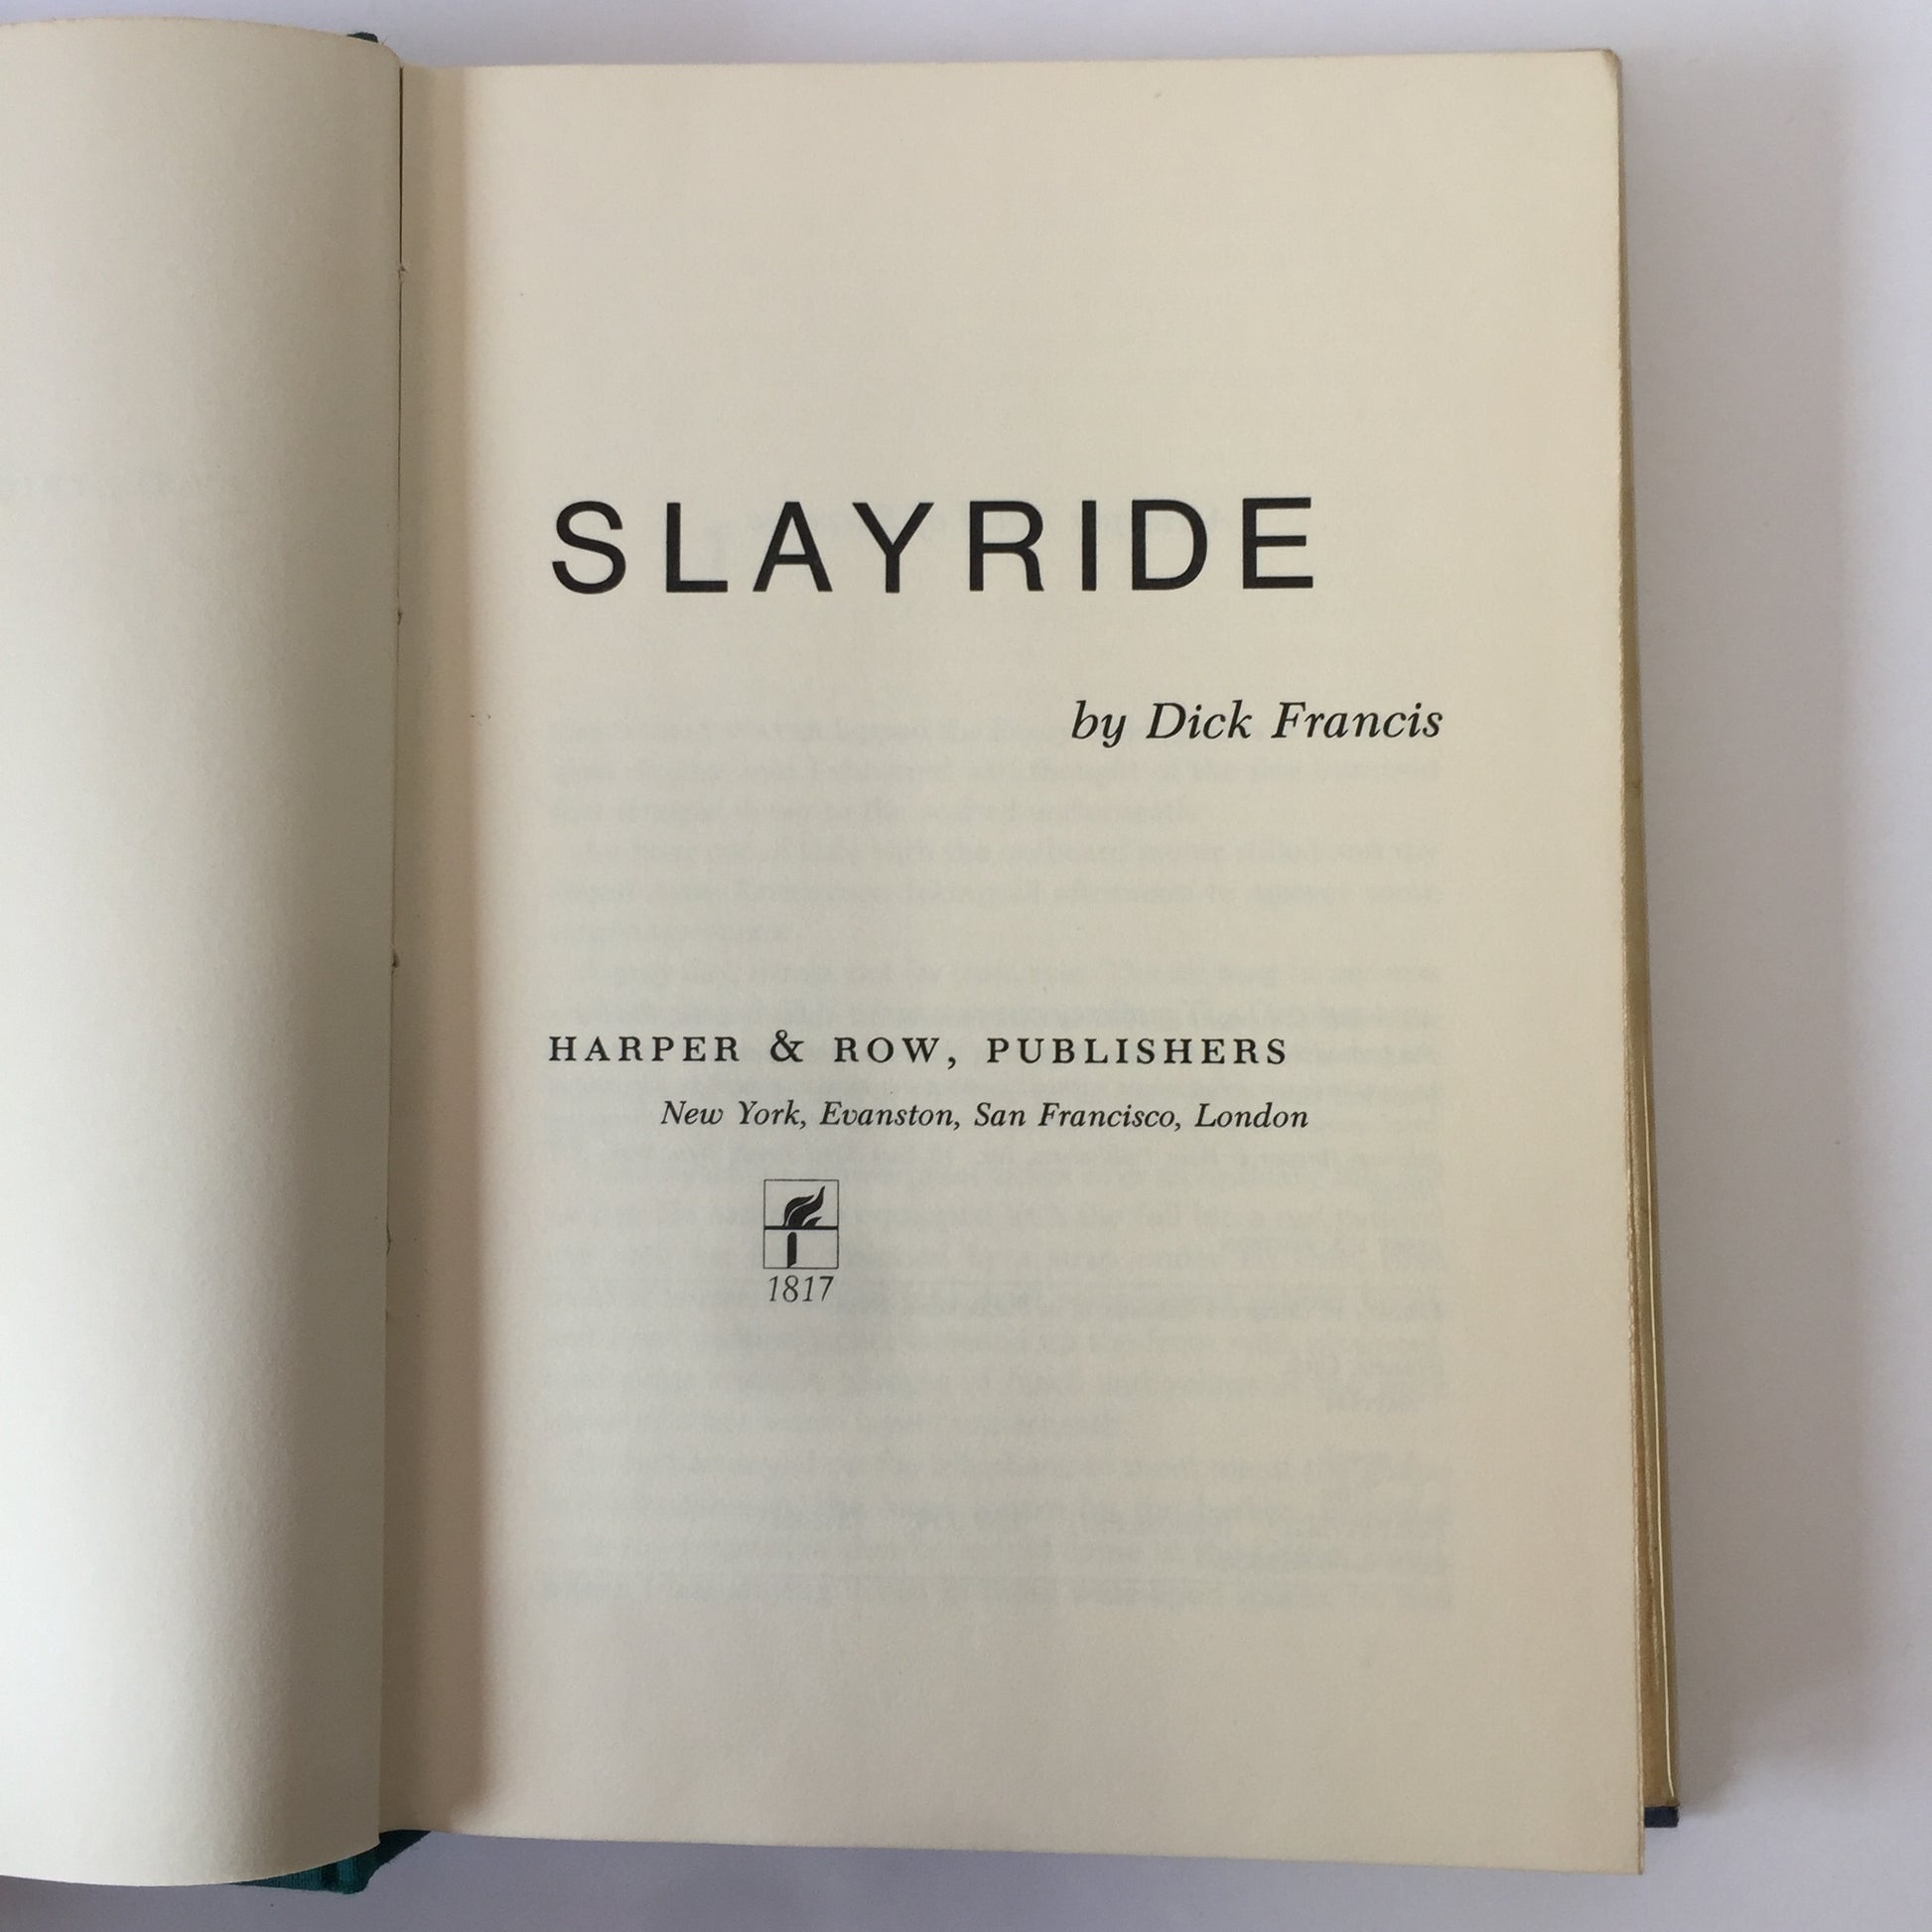 SLAYRIDE
by Dick Francis
HARPER & ROW, PUBLISHERS
New York, Evanston, San Francisco, London
1817